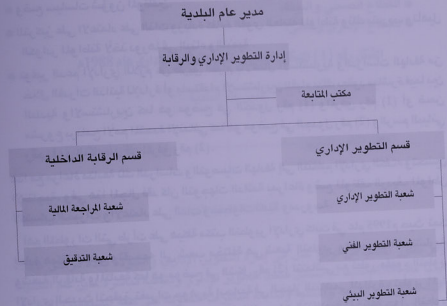 مدير عام البلدية
إدارة التطوير الإداري والرقابة
مكتب المتابعة
قسم التطوير الإداري
قسم الرقابة الداخلية
شعبة التطوير الإداري
شعبة المراجعة المالية
شعبة التطوير الفني
شعبة التدقيق
شعبة التطوير البيئي